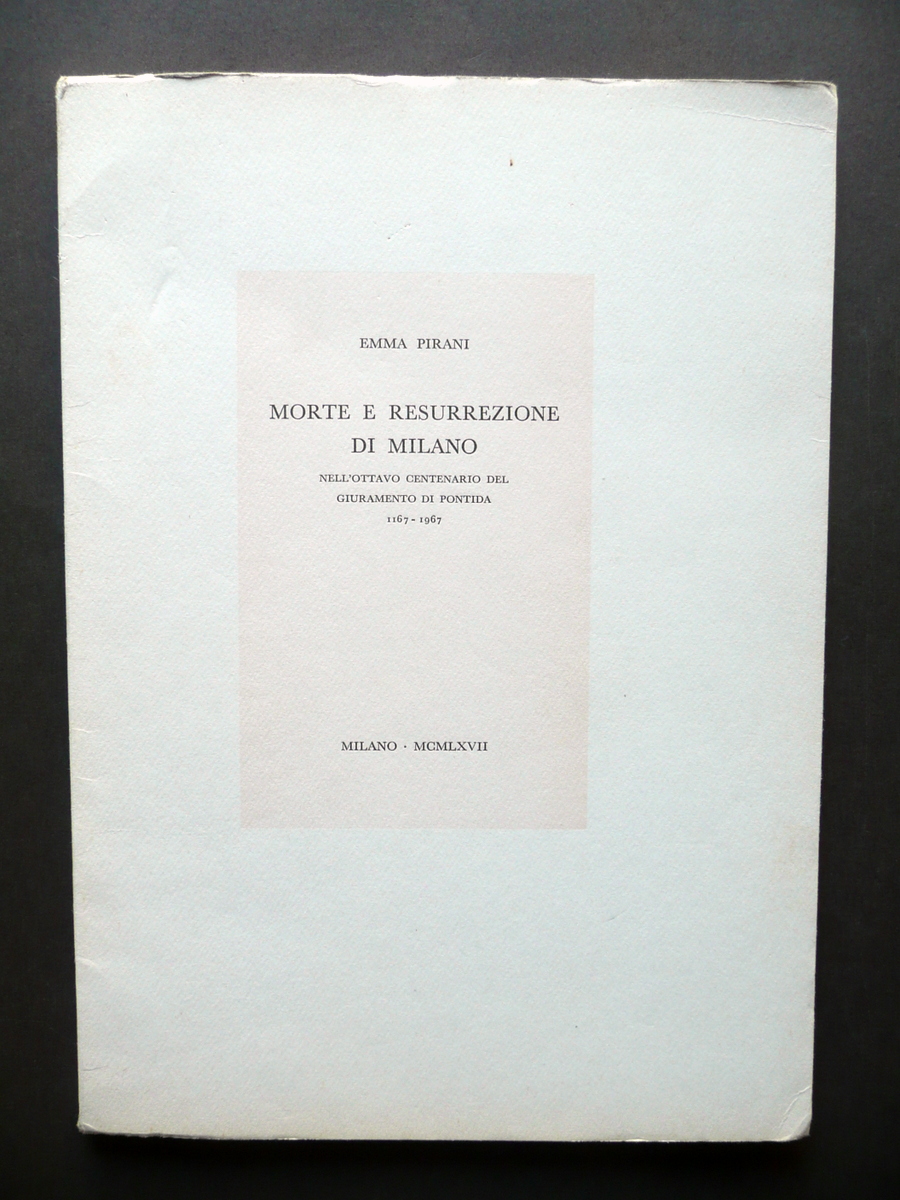 EMMA PIRANI
MORTE E RESURREZIONE
DI MILANO
NELL'OTTAVO CENTENARIO DEL
GIURAMENTO DI PONTIDA
1167 - 1967
MILANO · MCMLXVII